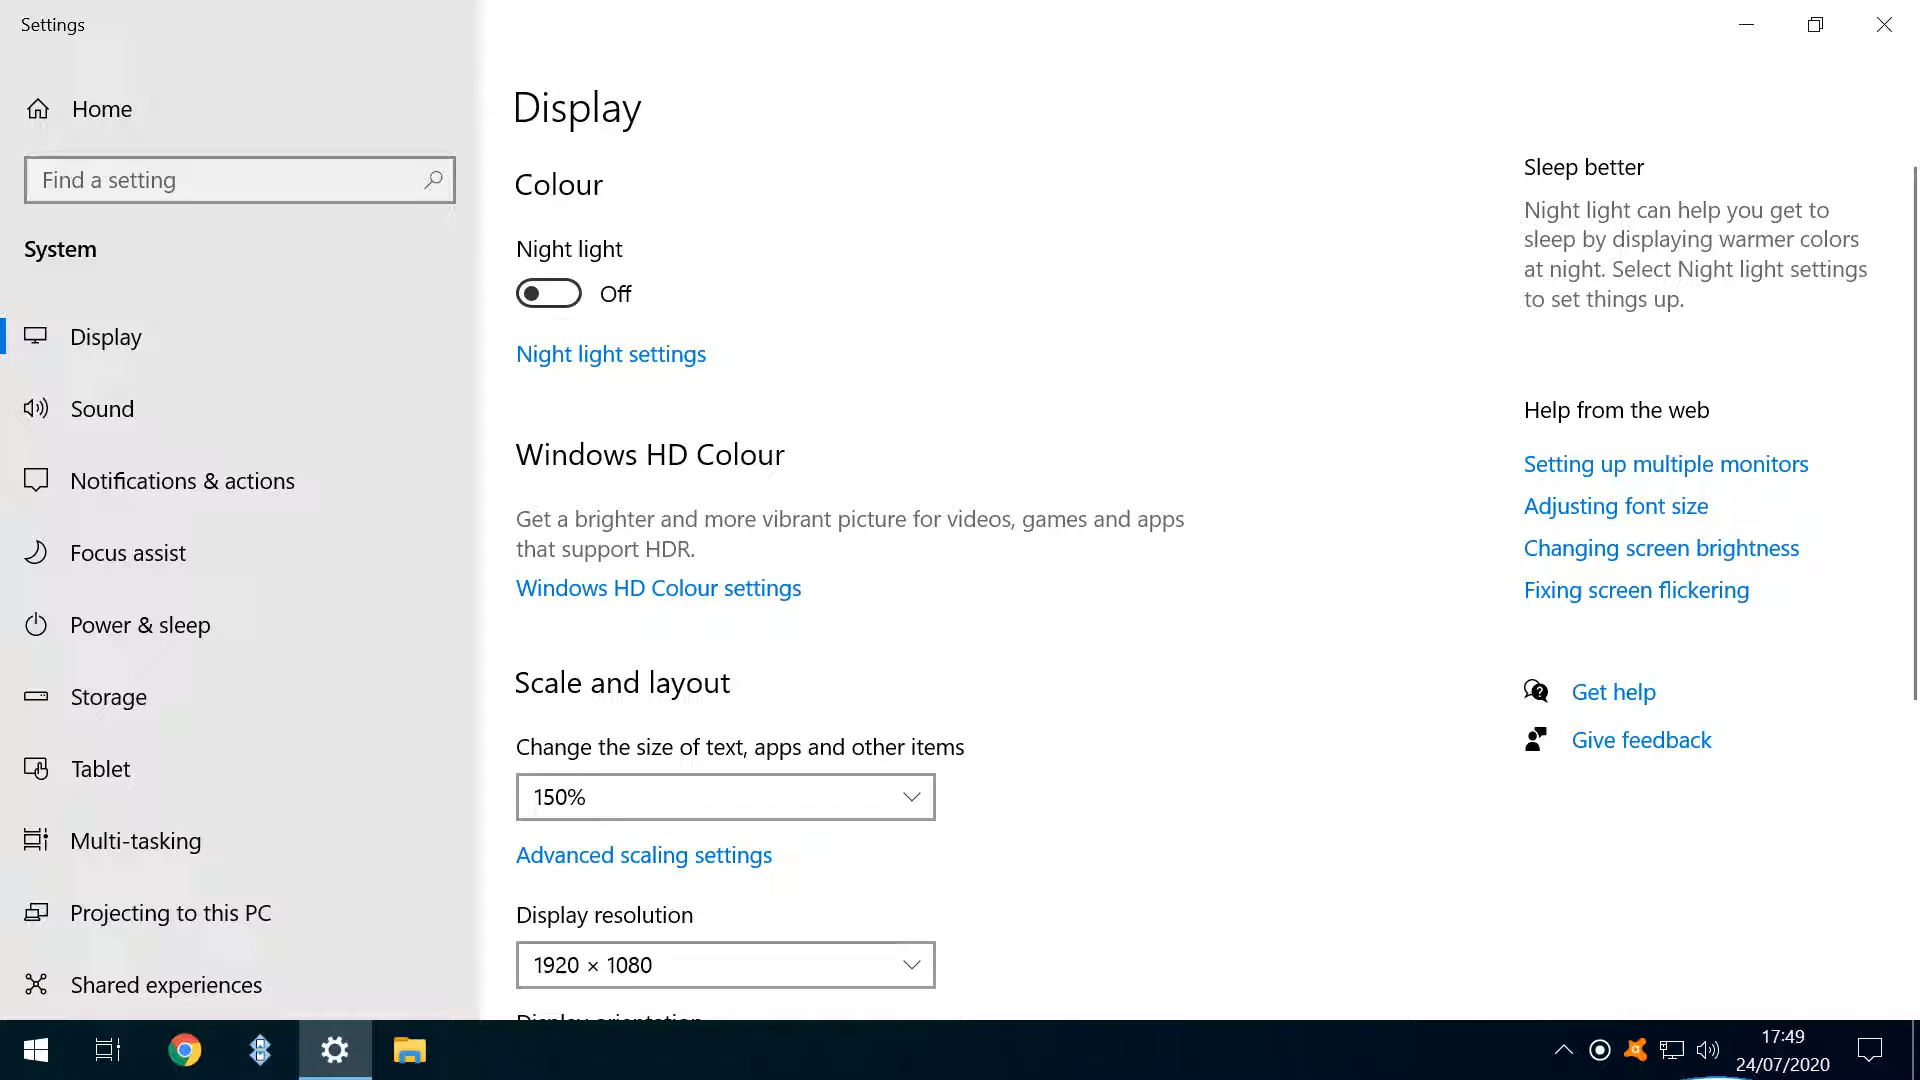 Settings
Home
Find a setting
System
Display
Sound
Notifications & actions
Focus assist
Power & sleep
Storage
Tablet
Multi-tasking
Projecting to this PC
Shared experiences
Display
Colour
Night light
Off
Night light settings
Windows HD Colour
Get a brighter and more vibrant picture for videos, games and apps
that support HDR.
Windows HD Colour settings
Scale and layout
Change the size of text, apps and other items
150%
Advanced scaling settings
Display resolution
1920 × 1080
Display orientation
Sleep better
Night light can help you get to
sleep by displaying warmer colors
at night. Select Night light settings
to set things up.
Help from the web
Setting up multiple monitors
Adjusting font size
Changing screen brightness
Fixing screen flickering
Get help
Give feedback
17:49
24/07/2020